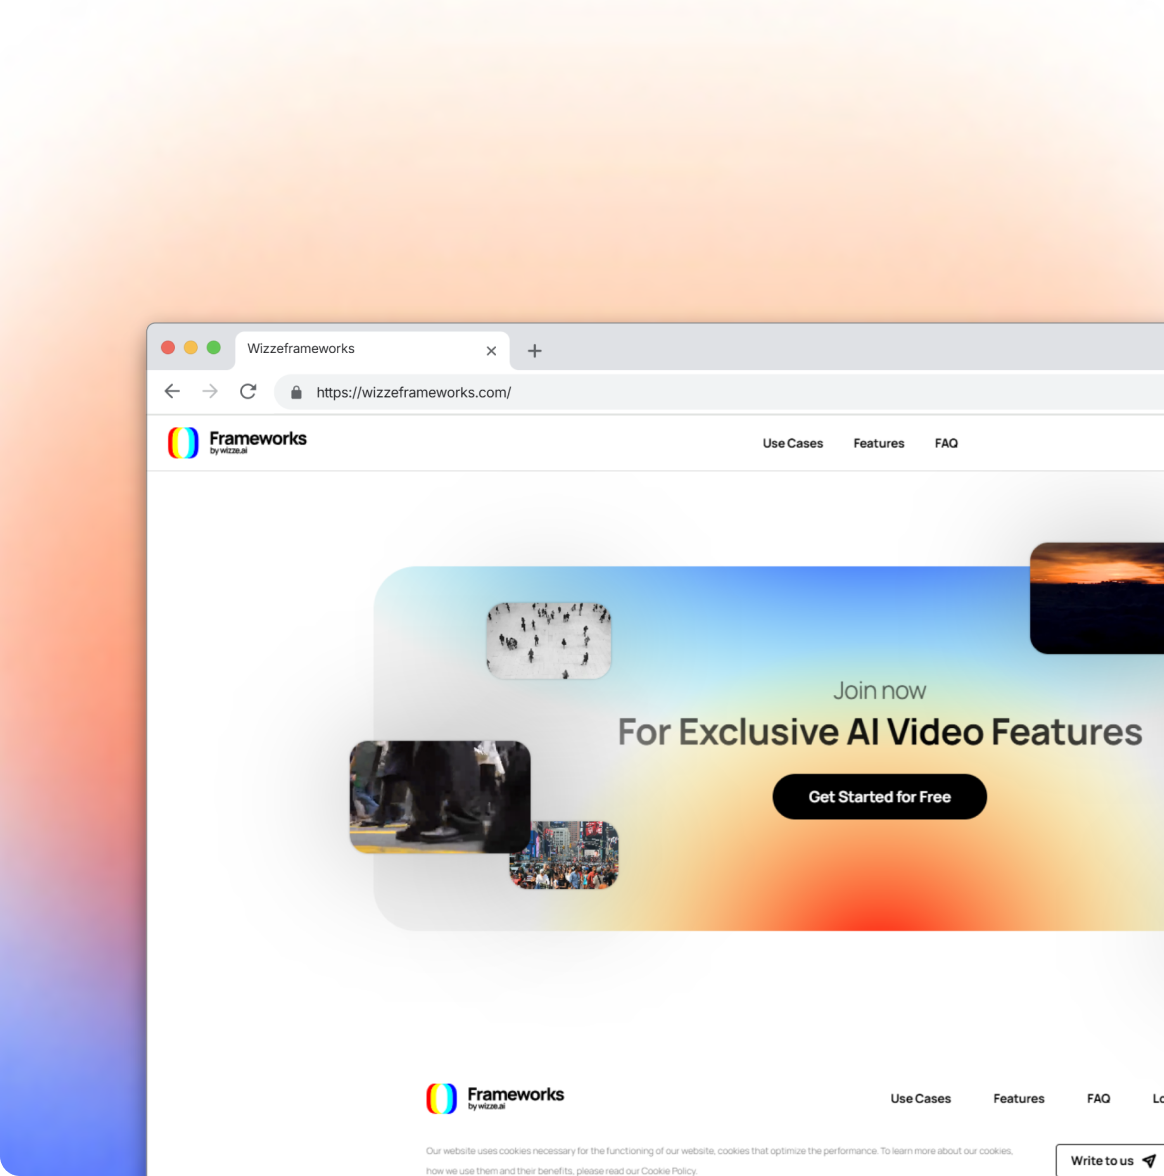 Wizzeframeworks
https://wizzeframeworks.com/
Frameworks
by wizze.ai
Use Cases Features FAQ
Join now
For Exclusive AI Video Features
Get Started for Free
Frameworks
by wizze.ai
Use Cases Features FAQ Lo
Our website uses cookies necessary for the functioning of our website, cookies that optimize the performance. To learn more about our cookies,
how we use them and their benefits, please read our Cookie Policy.
Write to us